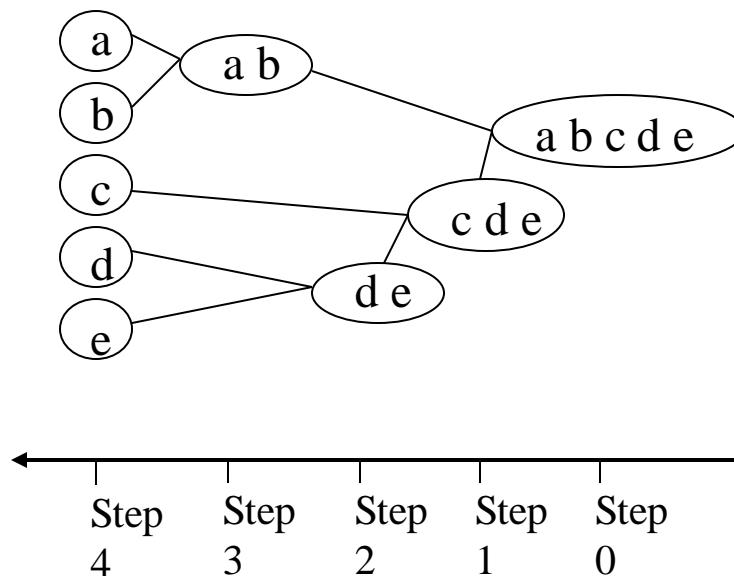 a
a b
b
a b c d e
c
c d e
d
d e
e
Step 4
Step 3
Step 2
Step 1
Step 0